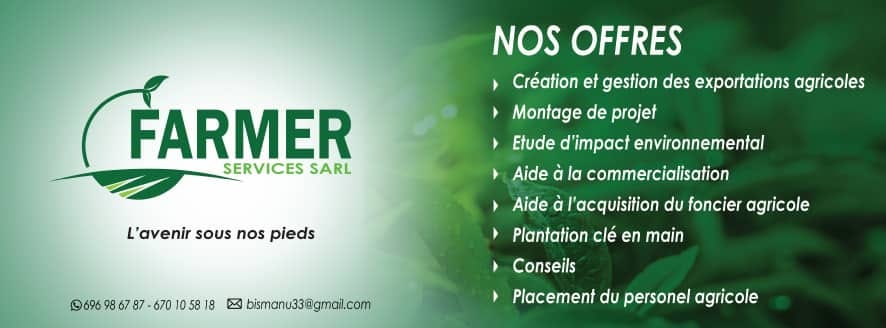 FARMER
SERVICES SARL
L'avenir sous nos pieds
696 98 67 87 - 670 10 58 18 bismanu33@gmail.com
NOS OFFRES
Création et gestion des exportations agricoles
Montage de projet
Etude d'impact environnemental
Aide à la commercialisation
Aide à l'acquisition du foncier agricole
Plantation clé en main
Conseils
Placement du personel agricole